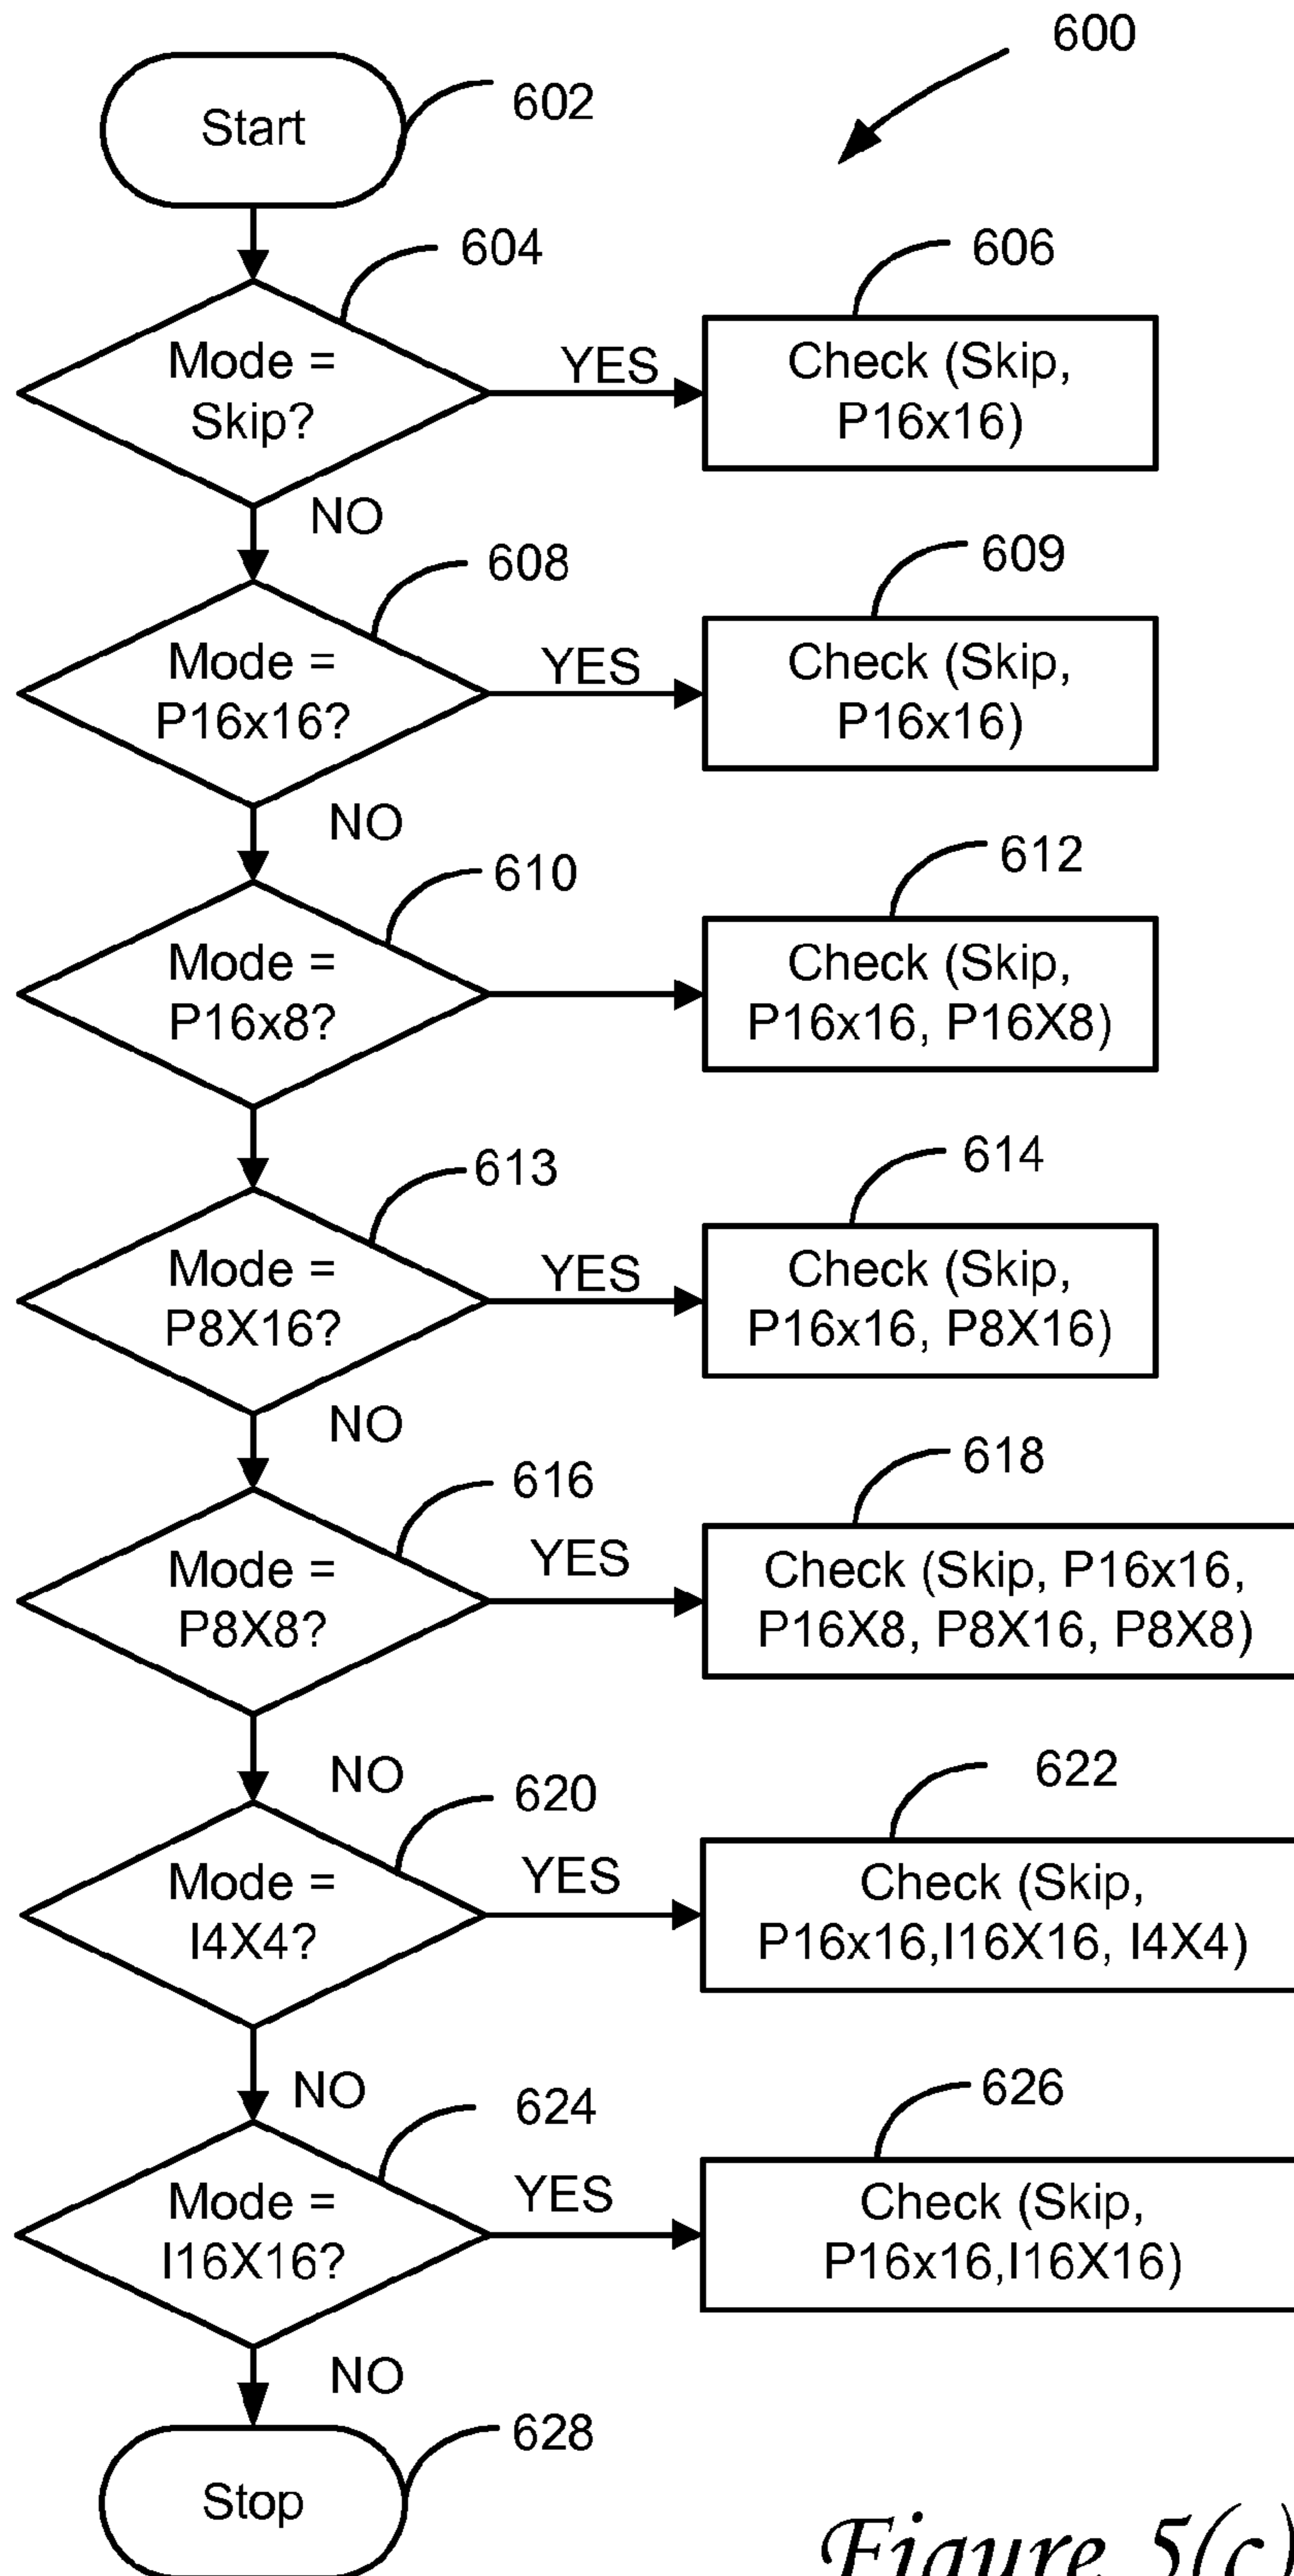 600
Start
602
604
606
Mode =
Skip?
YES
Check (Skip,
P16x16)
NO
608
609
Mode =
P16x16?
YES
Check (Skip,
P16x16)
NO
610
612
Mode =
P16x8?
Check (Skip,
P16x16, P16X8)
613
614
Mode =
P8X16?
YES
Check (Skip,
P16x16, P8X16)
NO
616
618
Mode =
P8X8?
YES
Check (Skip, P16x16,
P16X8, P8X16, P8X8)
NO
620
622
Mode =
I4X4?
YES
Check (Skip,
P16x16,I16X16, I4X4)
NO
624
626
Mode =
I16X16?
YES
Check (Skip,
P16x16,I16X16)
NO
628
Stop
Figure 5(c)